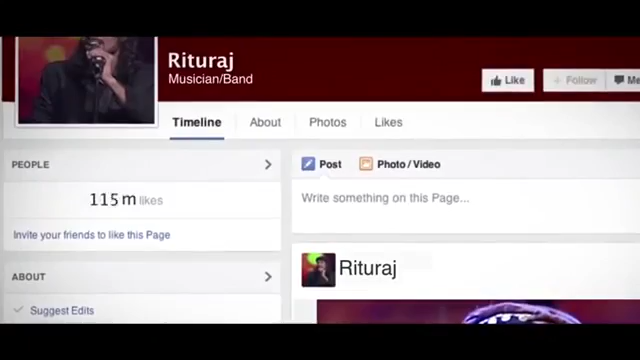 Rituraj
Musician/Band
Like
+ Follow
Timeline
About
Photos
Likes
PEOPLE
115m likes
Invite your friends to like this Page
ABOUT
Suggest Edits
Post
Photo / Video
Write something on this Page...
Rituraj